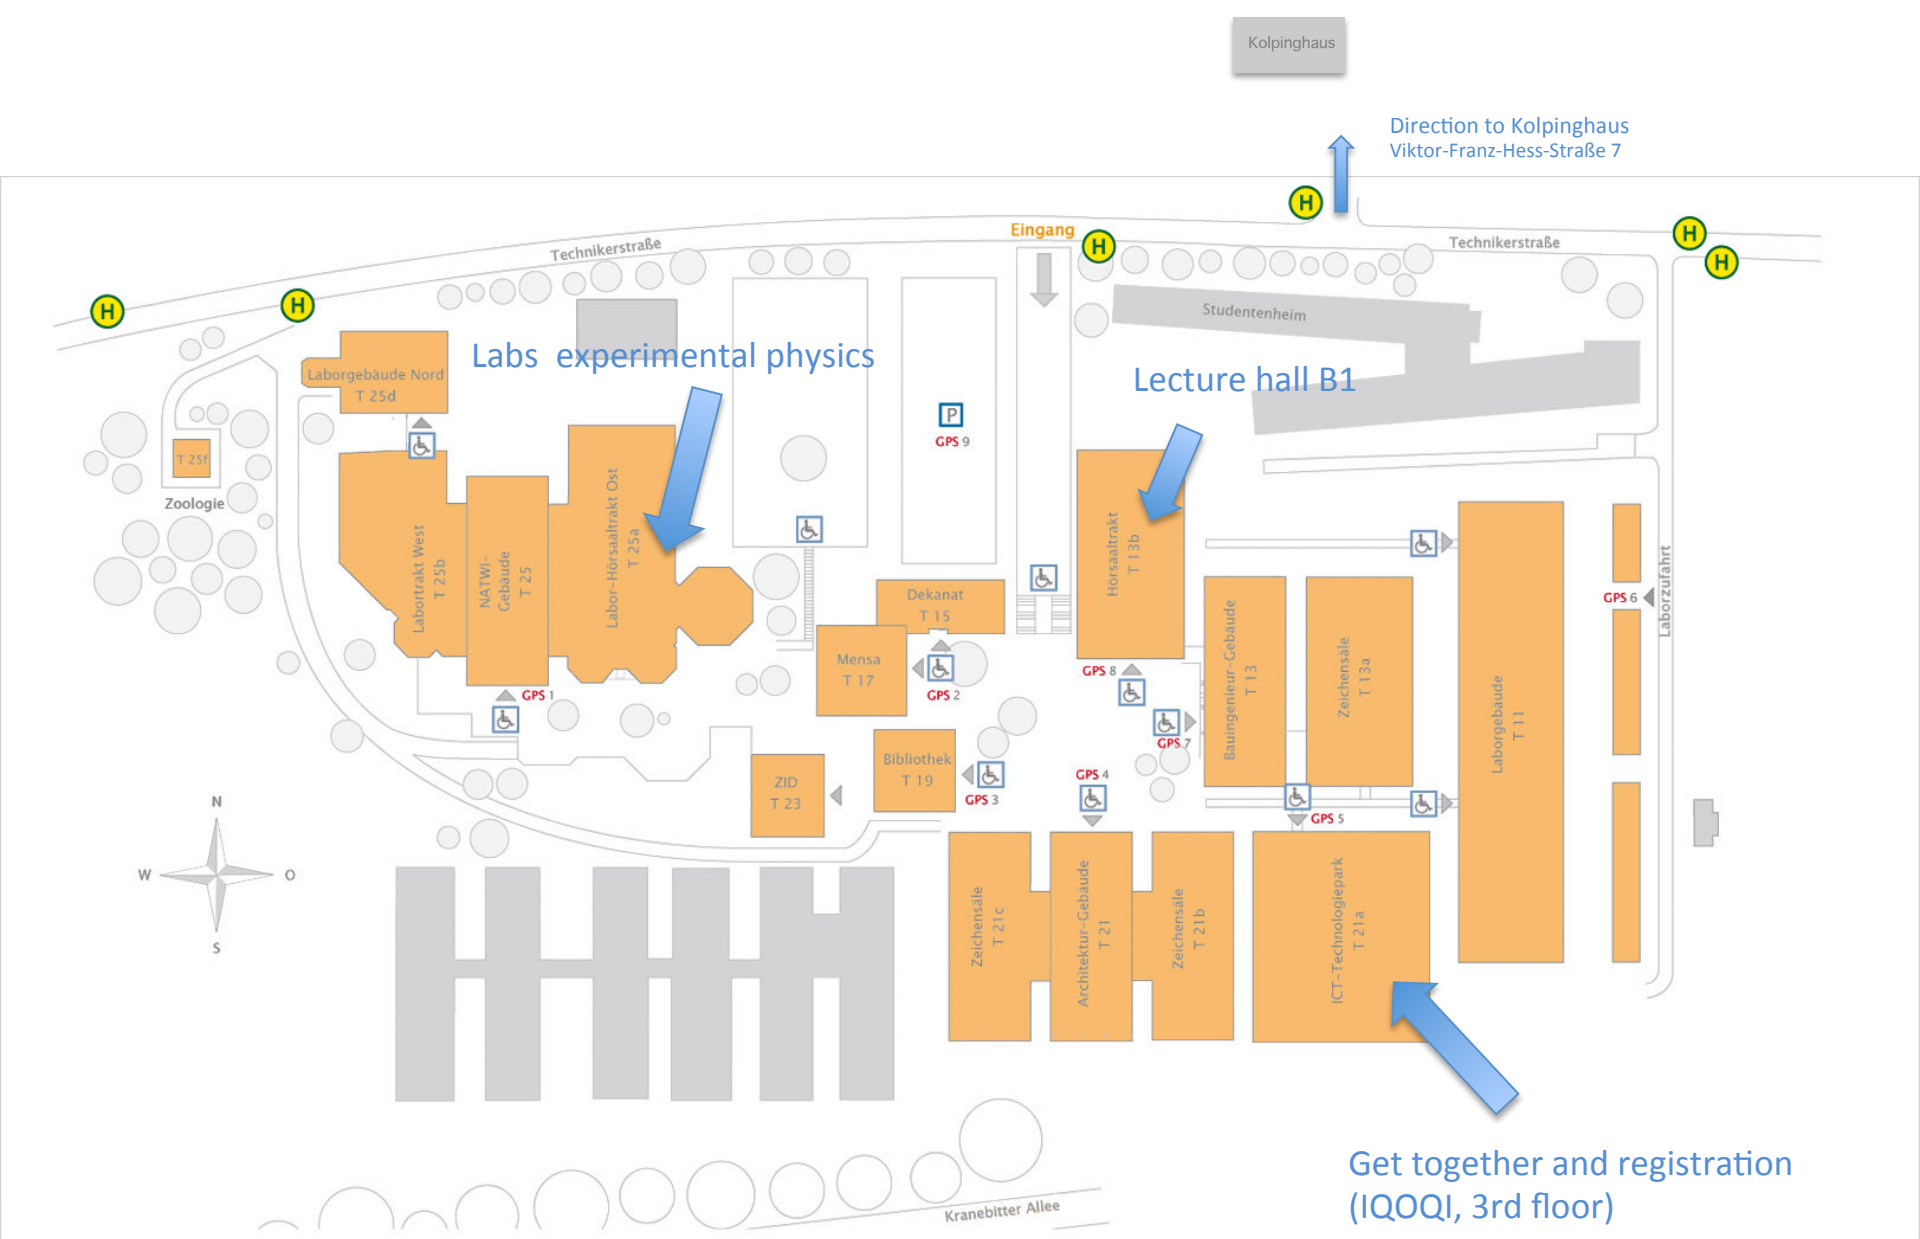 Kolpinghaus
Direction to Kolpinghaus
Viktor-Franz-Hess-Straße 7
H
H
H
H
H
H
Eingang
Technikerstraße
Technikerstraße
Studentenheim
Labs experimental physics
Lecture hall B1
Laborgebäude Nord
T 25d
P
GPS 9
T 25f
Zoologie
Labortrakt West
T 25b
NATWI-
Gebäude
T 25
Labor-Hörsaaltrakt Ost
T 25a
Hörsaaltrakt
T 13b
Dekanat
T 15
Mensa
T 17
GPS 1
GPS 2
GPS 8
GPS 7
GPS 6
Laborzufahrt
Bauingenieur-Gebäude
T 13
Zeichensäle
T 13a
Laborgebäude
T 11
Bibliothek
T 19
GPS 3
ZID
T 23
GPS 4
GPS 5
N
W
O
S
Zeichensäle
T 21c
Architektur-Gebäude
T 21
Zeichensäle
T 21b
ICT-Technologiepark
T 21a
Get together and registration
(IQOQI, 3rd floor)
Kranebitter Allee